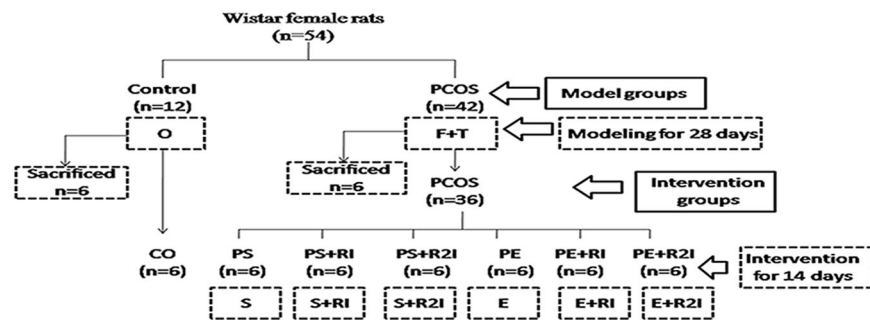 Wistar female rats
(n=54)
Control
(n=12)
PCOS
(n=42)
Model groups
O
F+T
Modeling for 28 days
Sacrificed
n=6
Sacrificed
n=6
PCOS
(n=36)
Intervention
groups
CO
(n=6)
PS
(n=6)
PS+RI
(n=6)
PS+R2I
(n=6)
PE
(n=6)
PE+RI
(n=6)
PE+R2I
(n=6)
Intervention
for 14 days
S
S+RI
S+R2I
E
E+RI
E+R2I